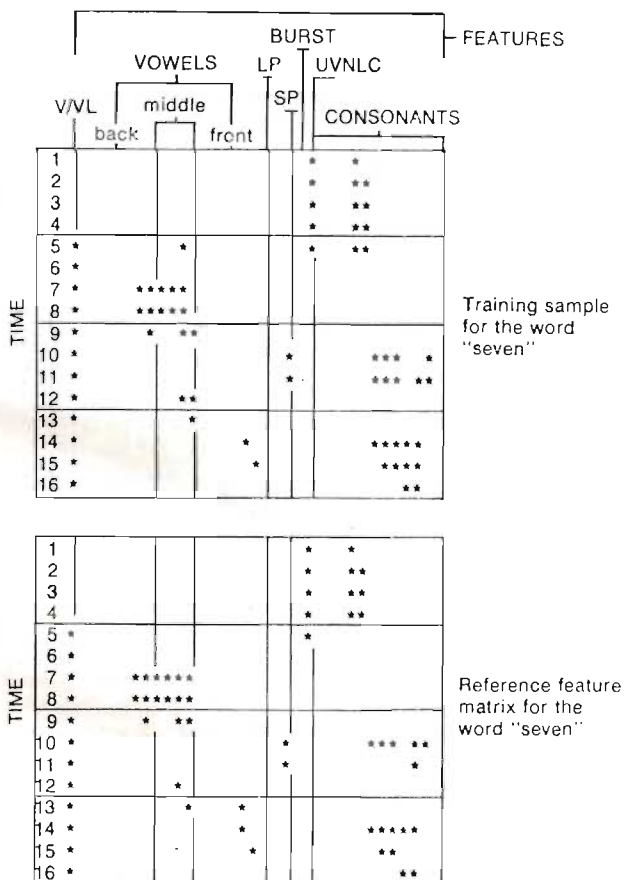 BURST FEATURES
VOWELS LP UVNLC
SP
V/VL middle CONSONANTS
back front
TIME
1 * *
2 * **
3 * **
4 * **
5 * * * **
6 *
7 * *****
8 * *****
9 * * **
10 * * *** *
11 * * *** **
12 * **
13 * *
14 * * *****
15 * * ****
16 * **
Training sample
for the word
"seven"
TIME
1 * *
2 * **
3 * **
4 * **
5 * *
6 *
7 * ******
8 * ******
9 * * **
10 * * *** **
11 * * *
12 * *
13 * * *
14 * * *****
15 * * **
16 * **
Reference feature
matrix for the
word "seven"